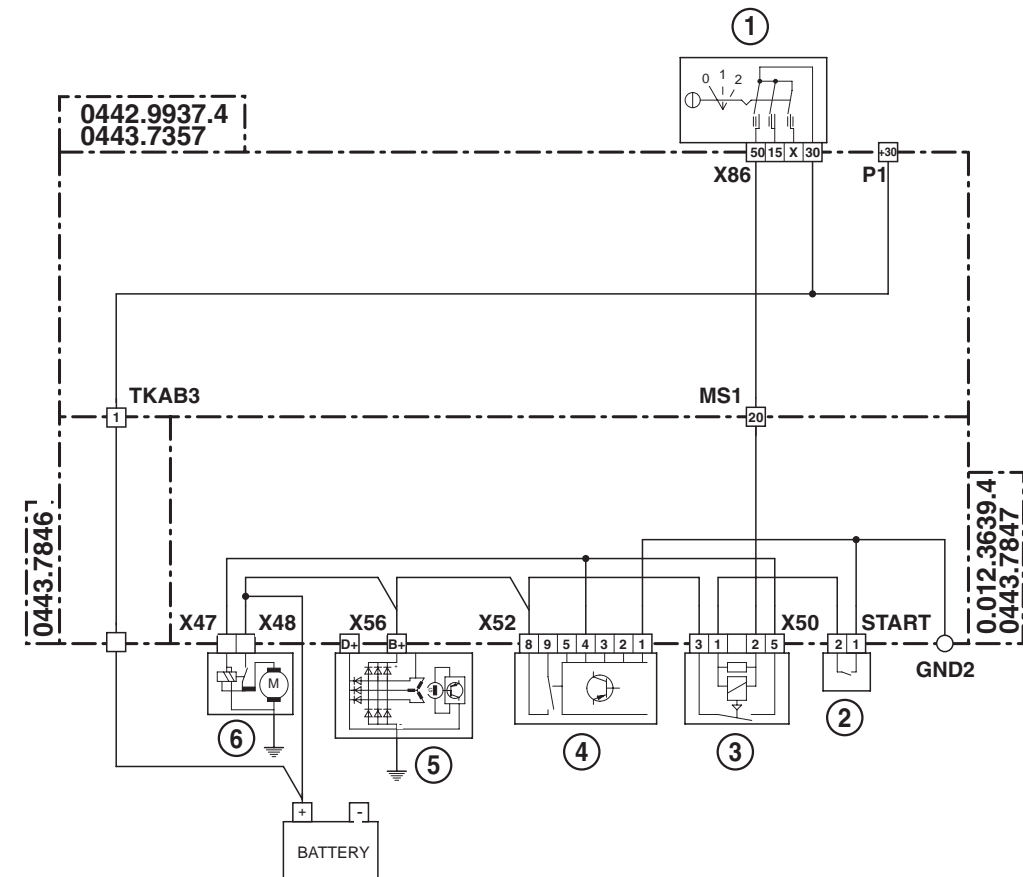 1
0 1 2
0442.9937.4
0443.7357
50 15 X 30
+30
X86
P1
TKAB3
MS1
1
20
0443.7846
0.012.3639.4
0443.7847
X47
X48
X56
X52
X50
START
D+
B+
8 9 5 4 3 2 1
3 1 2 5
2 1
GND2
M
6
5
4
3
2
+
-
BATTERY